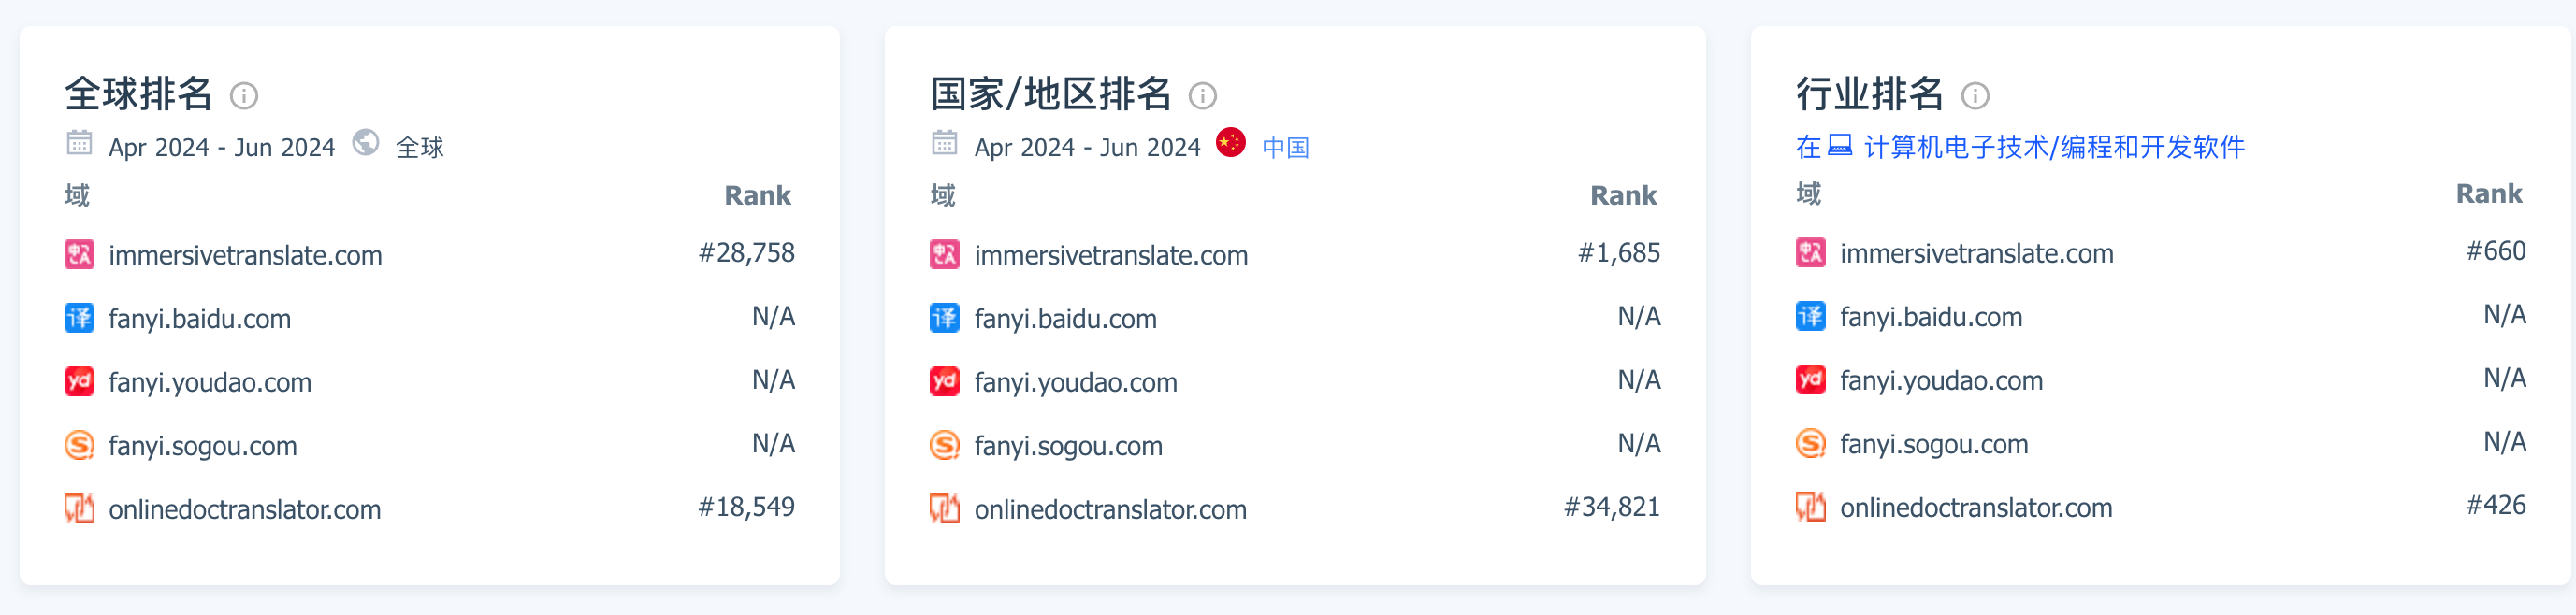 全球排名
Apr 2024 - Jun 2024 全球
域 Rank
immersivetranslate.com #28,758
fanyi.baidu.com N/A
fanyi.youdao.com N/A
fanyi.sogou.com N/A
onlinedoctranslator.com #18,549
国家/地区排名
Apr 2024 - Jun 2024 中国
域 Rank
immersivetranslate.com #1,685
fanyi.baidu.com N/A
fanyi.youdao.com N/A
fanyi.sogou.com N/A
onlinedoctranslator.com #34,821
行业排名
在 计算机电子技术/编程和开发软件
域 Rank
immersivetranslate.com #660
fanyi.baidu.com N/A
fanyi.youdao.com N/A
fanyi.sogou.com N/A
onlinedoctranslator.com #426